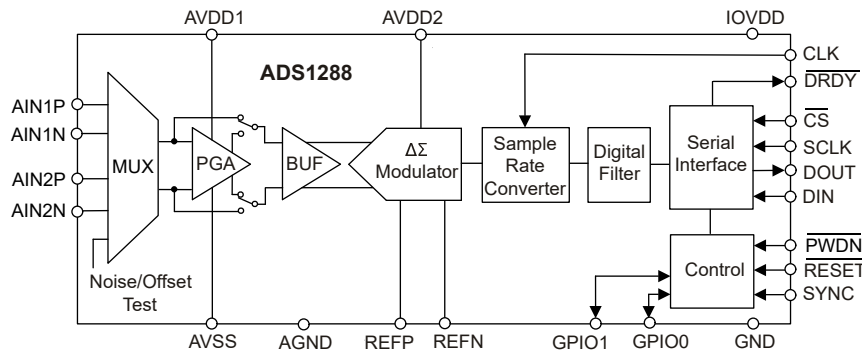 AVDD1
AVDD2
IOVDD
ADS1288
CLK
DRDY
AIN1P
AIN1N
AIN2P
AIN2N
MUX
PGA
BUF
ΔΣ
Modulator
Sample
Rate
Converter
Digital
Filter
Serial
Interface
CS
SCLK
DOUT
DIN
Control
PWDN
RESET
SYNC
Noise/Offset
Test
AVSS
AGND
REFP
REFN
GPIO1
GPIO0
GND